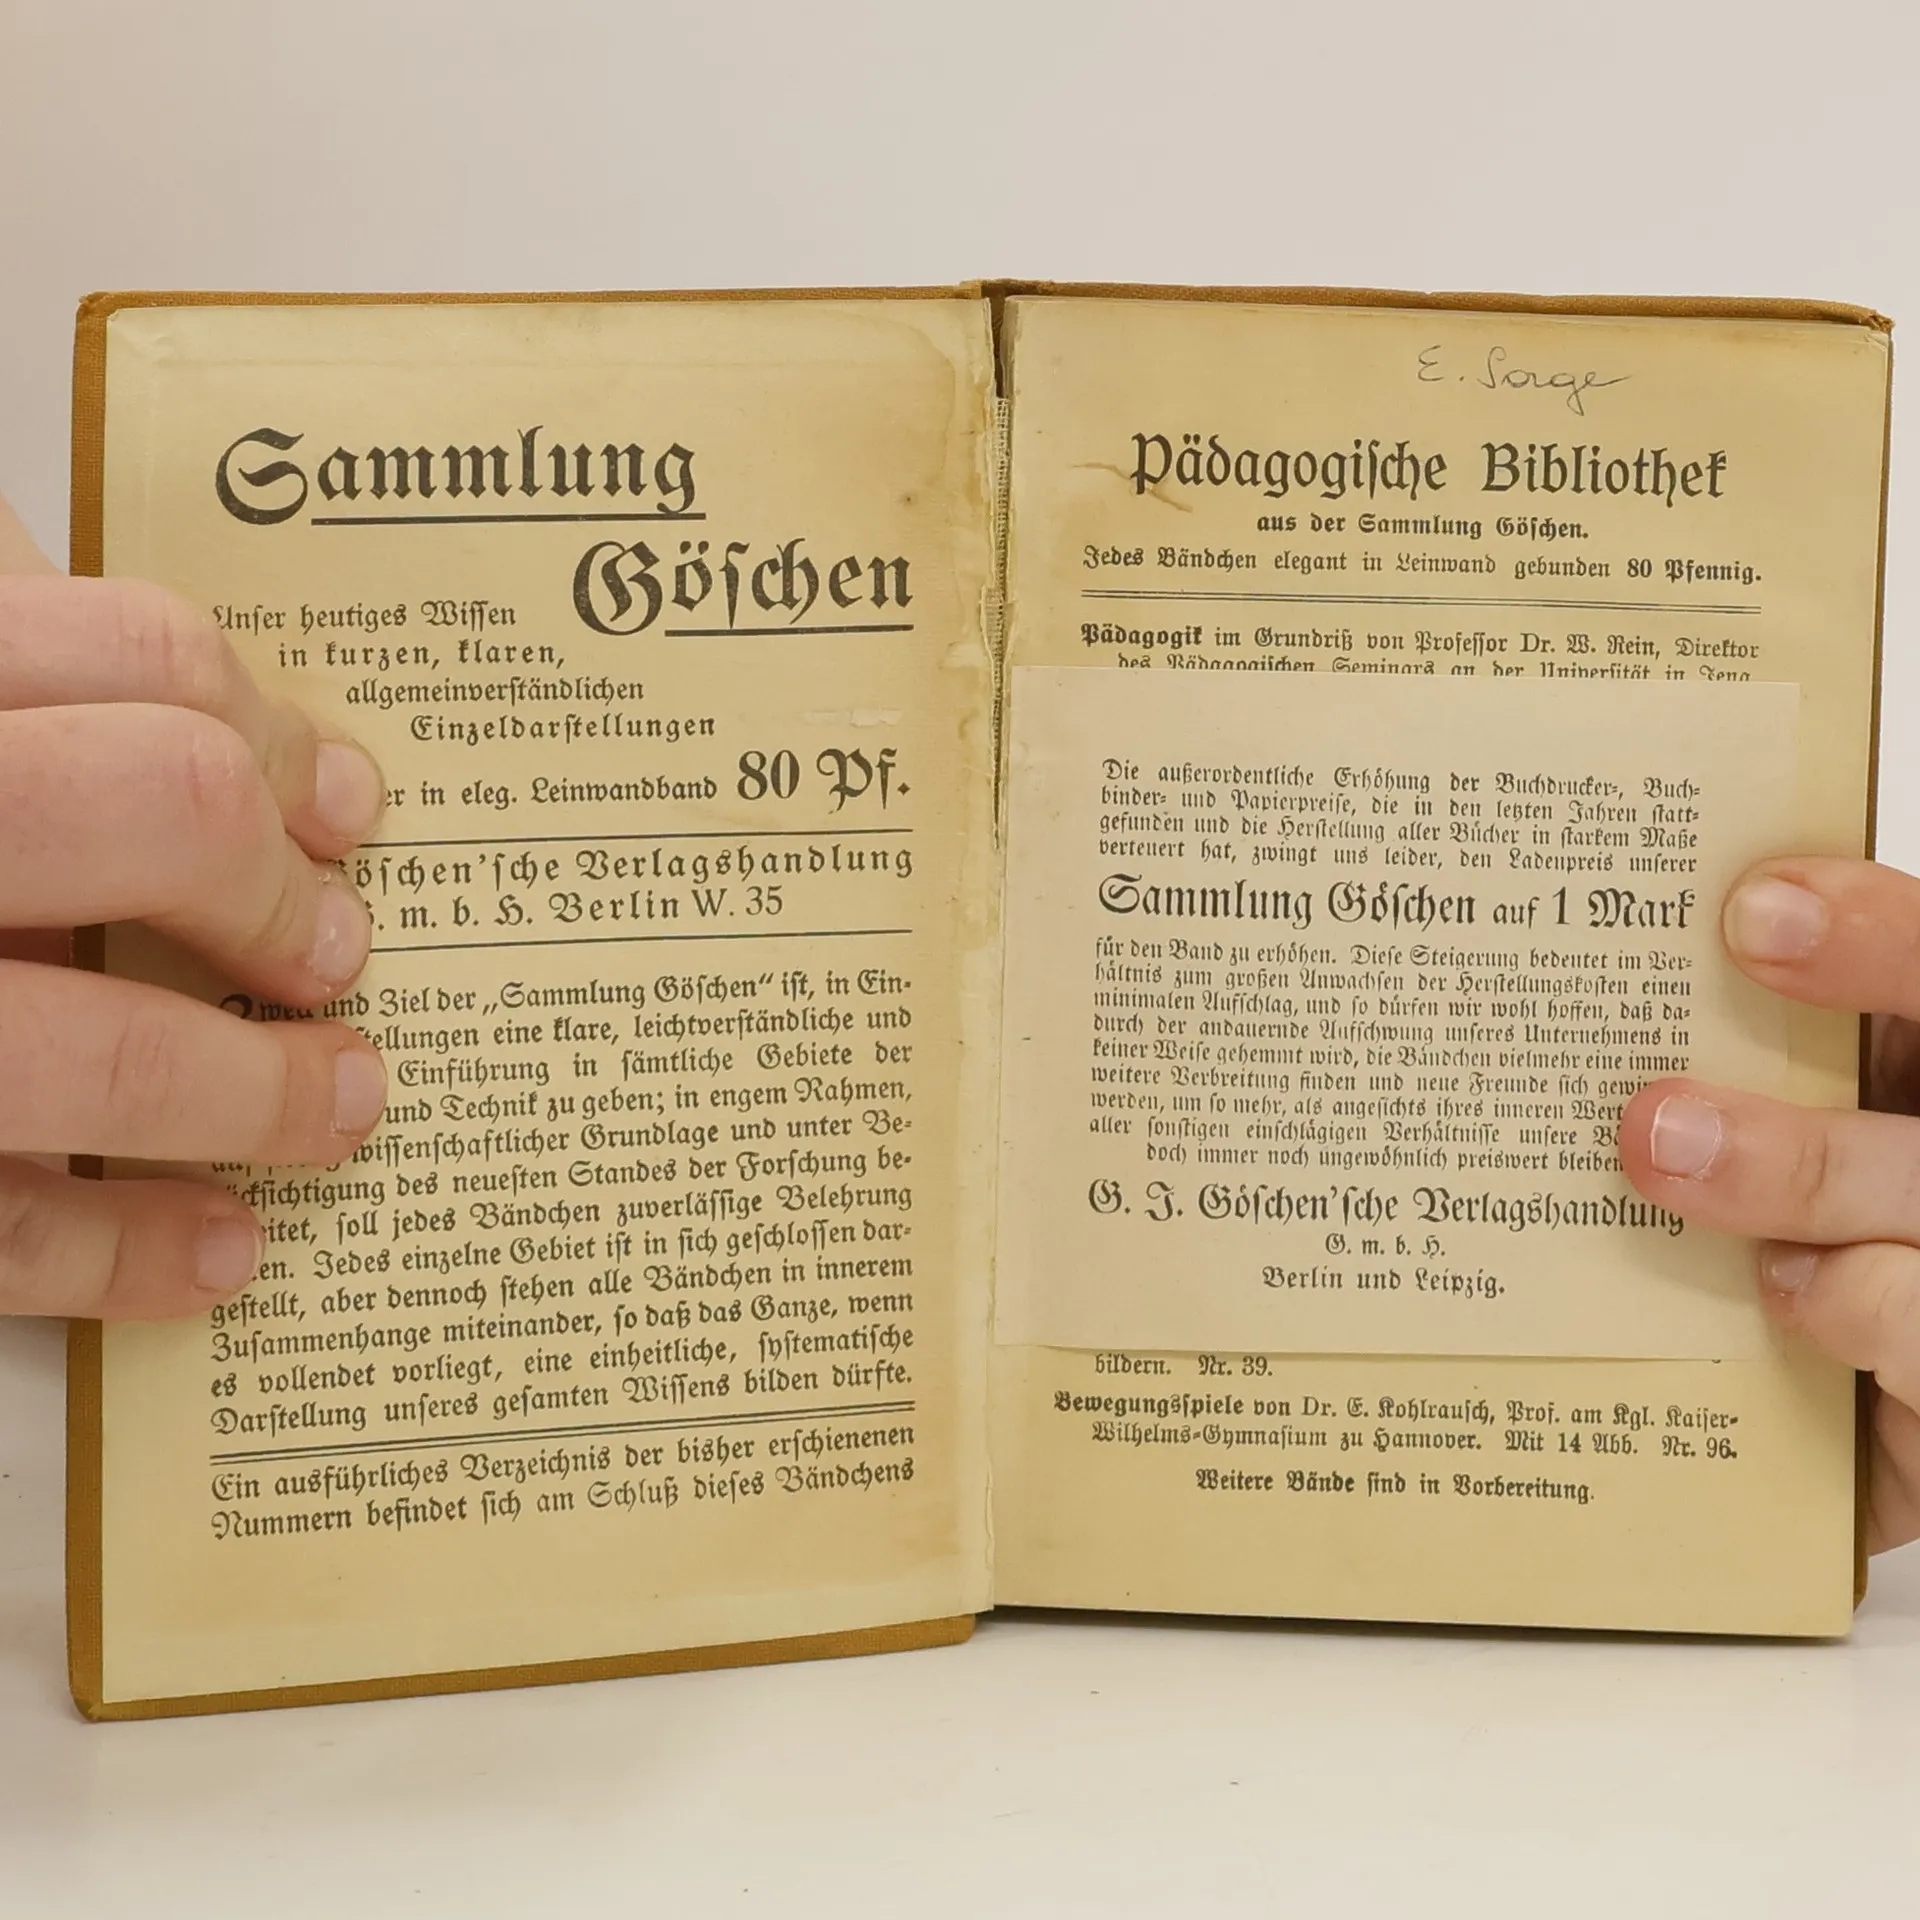 Sammlung
Göschen
Unser heutiges Wissen
in kurzen, klaren,
allgemeinverständlichen
Einzeldarstellungen
in eleg. Leinwandband 80 Pf.
Göschen'sche Verlagshandlung
m. b. H. Berlin W. 35
Zweck und Ziel der „Sammlung Göschen“ ist, in Ein-
eine klare, leichtverständliche und
Einführung in sämtliche Gebiete der
und Technik zu geben; in engem Rahmen,
wissenschaftlicher Grundlage und unter Be-
rücksichtigung des neuesten Standes der Forschung be-
soll jedes Bändchen zuverlässige Belehrung
Jedes einzelne Gebiet ist in sich geschlossen dar-
gestellt, aber dennoch stehen alle Bändchen in innerem
Zusammenhange miteinander, so daß das Ganze, wenn
es vollendet vorliegt, eine einheitliche, systematische
Darstellung unseres gesamten Wissens bilden dürfte.
Ein ausführliches Verzeichnis der bisher erschienenen
Nummern befindet sich am Schluß dieses Bändchens
E. Sorge
Pädagogische Bibliothek
aus der Sammlung Göschen.
Jedes Bändchen elegant in Leinwand gebunden 80 Pfennig.
Pädagogik im Grundriß von Professor Dr. W. Rein, Direktor
des Pädagogischen Seminars an der Universität in Jena
Die außerordentliche Erhöhung der Buchdrucker-, Buch-
binder- und Papierpreise, die in den letzten Jahren statt-
gefunden und die Herstellung aller Bücher in starkem Maße
verteuert hat, zwingt uns leider, den Ladenpreis unserer
Sammlung Göschen auf 1 Mark
für den Band zu erhöhen. Diese Steigerung bedeutet im Ver-
hältnis zum großen Anwachsen der Herstellungskosten einen
minimalen Aufschlag, und so dürfen wir wohl hoffen, daß da-
durch der andauernde Aufschwung unseres Unternehmens in
keiner Weise gehemmt wird, die Bändchen vielmehr eine immer
weitere Verbreitung finden und neue Freunde sich
werden, um so mehr, als angesichts ihres inneren
aller sonstigen einschlägigen Verhältnisse unsere
doch immer noch ungewöhnlich preiswert bleiben
G. J. Göschen'sche Verlagshandlung
G. m. b. H.
Berlin und Leipzig.
bildern. Nr. 39.
Bewegungsspiele von Dr. E. Kohlrausch, Prof. am Kgl. Kaiser-
Wilhelms-Gymnasium zu Hannover. Mit 14 Abb. Nr. 96.
Weitere Bände sind in Vorbereitung.